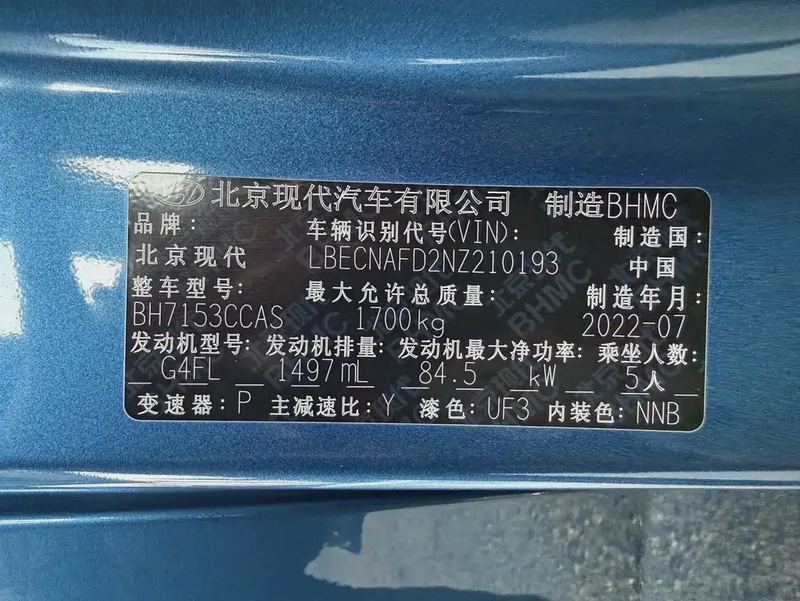 北京现代汽车有限公司 制造BHMC
品牌: 车辆识别代号(VIN): 制造国:
北京现代 LBECNAFD2NZ210193 中国
整车型号: 最大允许总质量: 制造年月:
BH7153CCAS 1700kg 2022-07
发动机型号: 发动机排量: 发动机最大净功率: 乘坐人数:
G4FL 1497mL 84.5 kW 5人
变速器: P 主减速比: Y 漆色: UF3 内装色: NNB